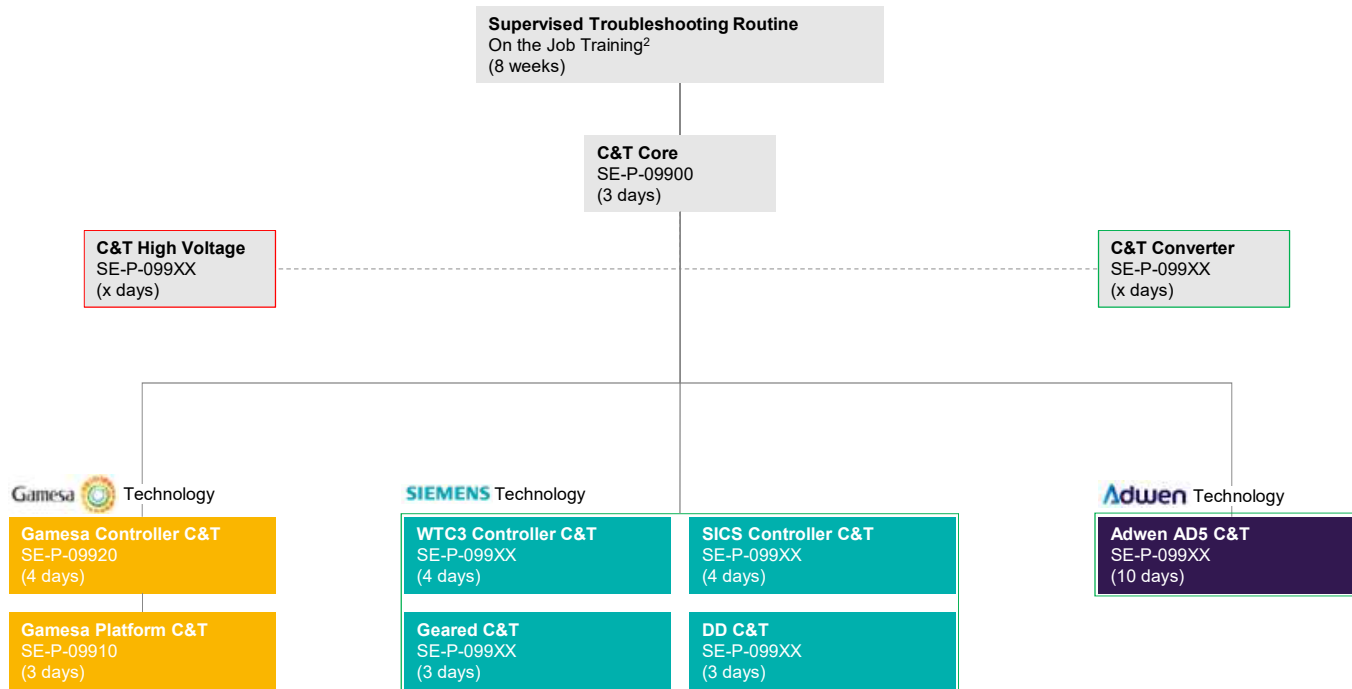 Supervised Troubleshooting Routine
On the Job Training²
(8 weeks)
C&T Core
SE-P-09900
(3 days)
C&T High Voltage
SE-P-099XX
(x days)
C&T Converter
SE-P-099XX
(x days)
Gamesa Technology
SIEMENS Technology
Adwen Technology
Gamesa Controller C&T
SE-P-09920
(4 days)
WTC3 Controller C&T
SE-P-099XX
(4 days)
SICS Controller C&T
SE-P-099XX
(4 days)
Adwen AD5 C&T
SE-P-099XX
(10 days)
Gamesa Platform C&T
SE-P-09910
(3 days)
Geared C&T
SE-P-099XX
(3 days)
DD C&T
SE-P-099XX
(3 days)